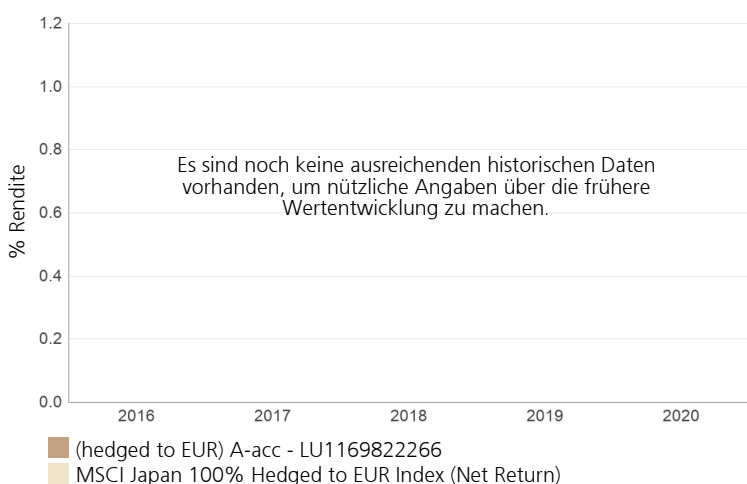 1.2
1.0
0.8
0.6
0.4
0.2
0.0
% Rendite
Es sind noch keine ausreichenden historischen Daten
vorhanden, um nützliche Angaben über die frühere
Wertentwicklung zu machen.
2016 2017 2018 2019 2020
(hedged to EUR) A-acc - LU1169822266
MSCI Japan 100% Hedged to EUR Index (Net Return)